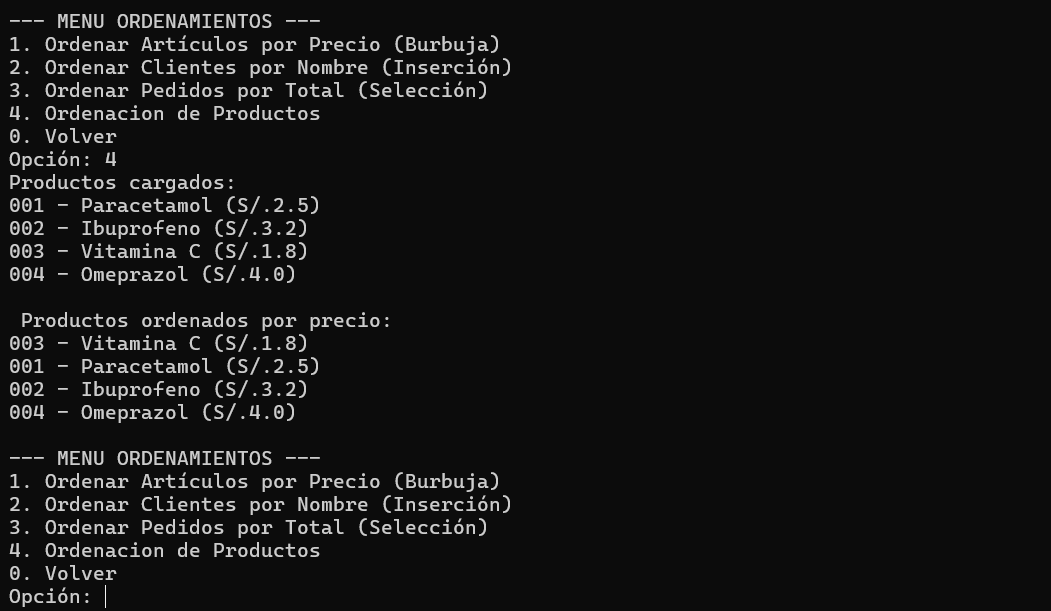 --- MENU ORDENAMIENTOS ---
1. Ordenar Artículos por Precio (Burbuja)
2. Ordenar Clientes por Nombre (Inserción)
3. Ordenar Pedidos por Total (Selección)
4. Ordenacion de Productos
0. Volver
Opción: 4
Productos cargados:
001 - Paracetamol (S/.2.5)
002 - Ibuprofeno (S/.3.2)
003 - Vitamina C (S/.1.8)
004 - Omeprazol (S/.4.0)

Productos ordenados por precio:
003 - Vitamina C (S/.1.8)
001 - Paracetamol (S/.2.5)
002 - Ibuprofeno (S/.3.2)
004 - Omeprazol (S/.4.0)

--- MENU ORDENAMIENTOS ---
1. Ordenar Artículos por Precio (Burbuja)
2. Ordenar Clientes por Nombre (Inserción)
3. Ordenar Pedidos por Total (Selección)
4. Ordenacion de Productos
0. Volver
Opción: